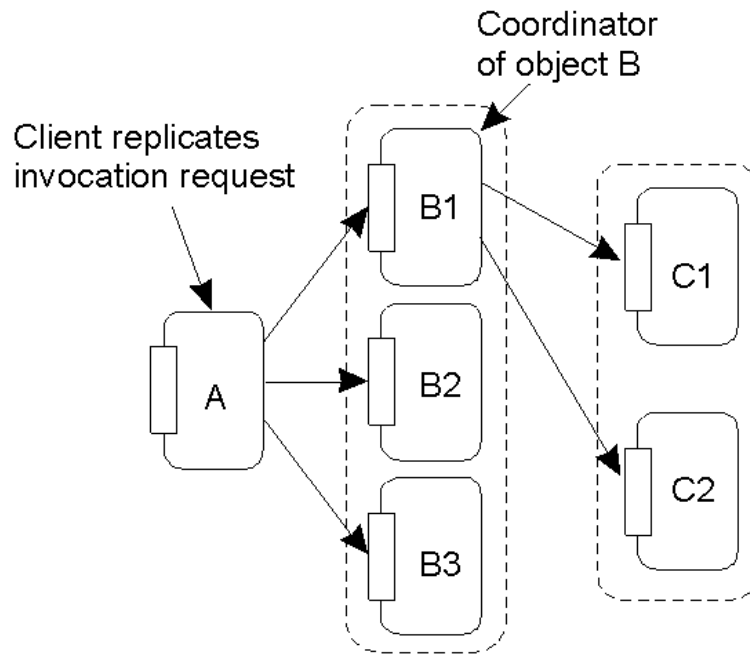 Coordinator
of object B
Client replicates
invocation request
A
B1
B2
B3
C1
C2